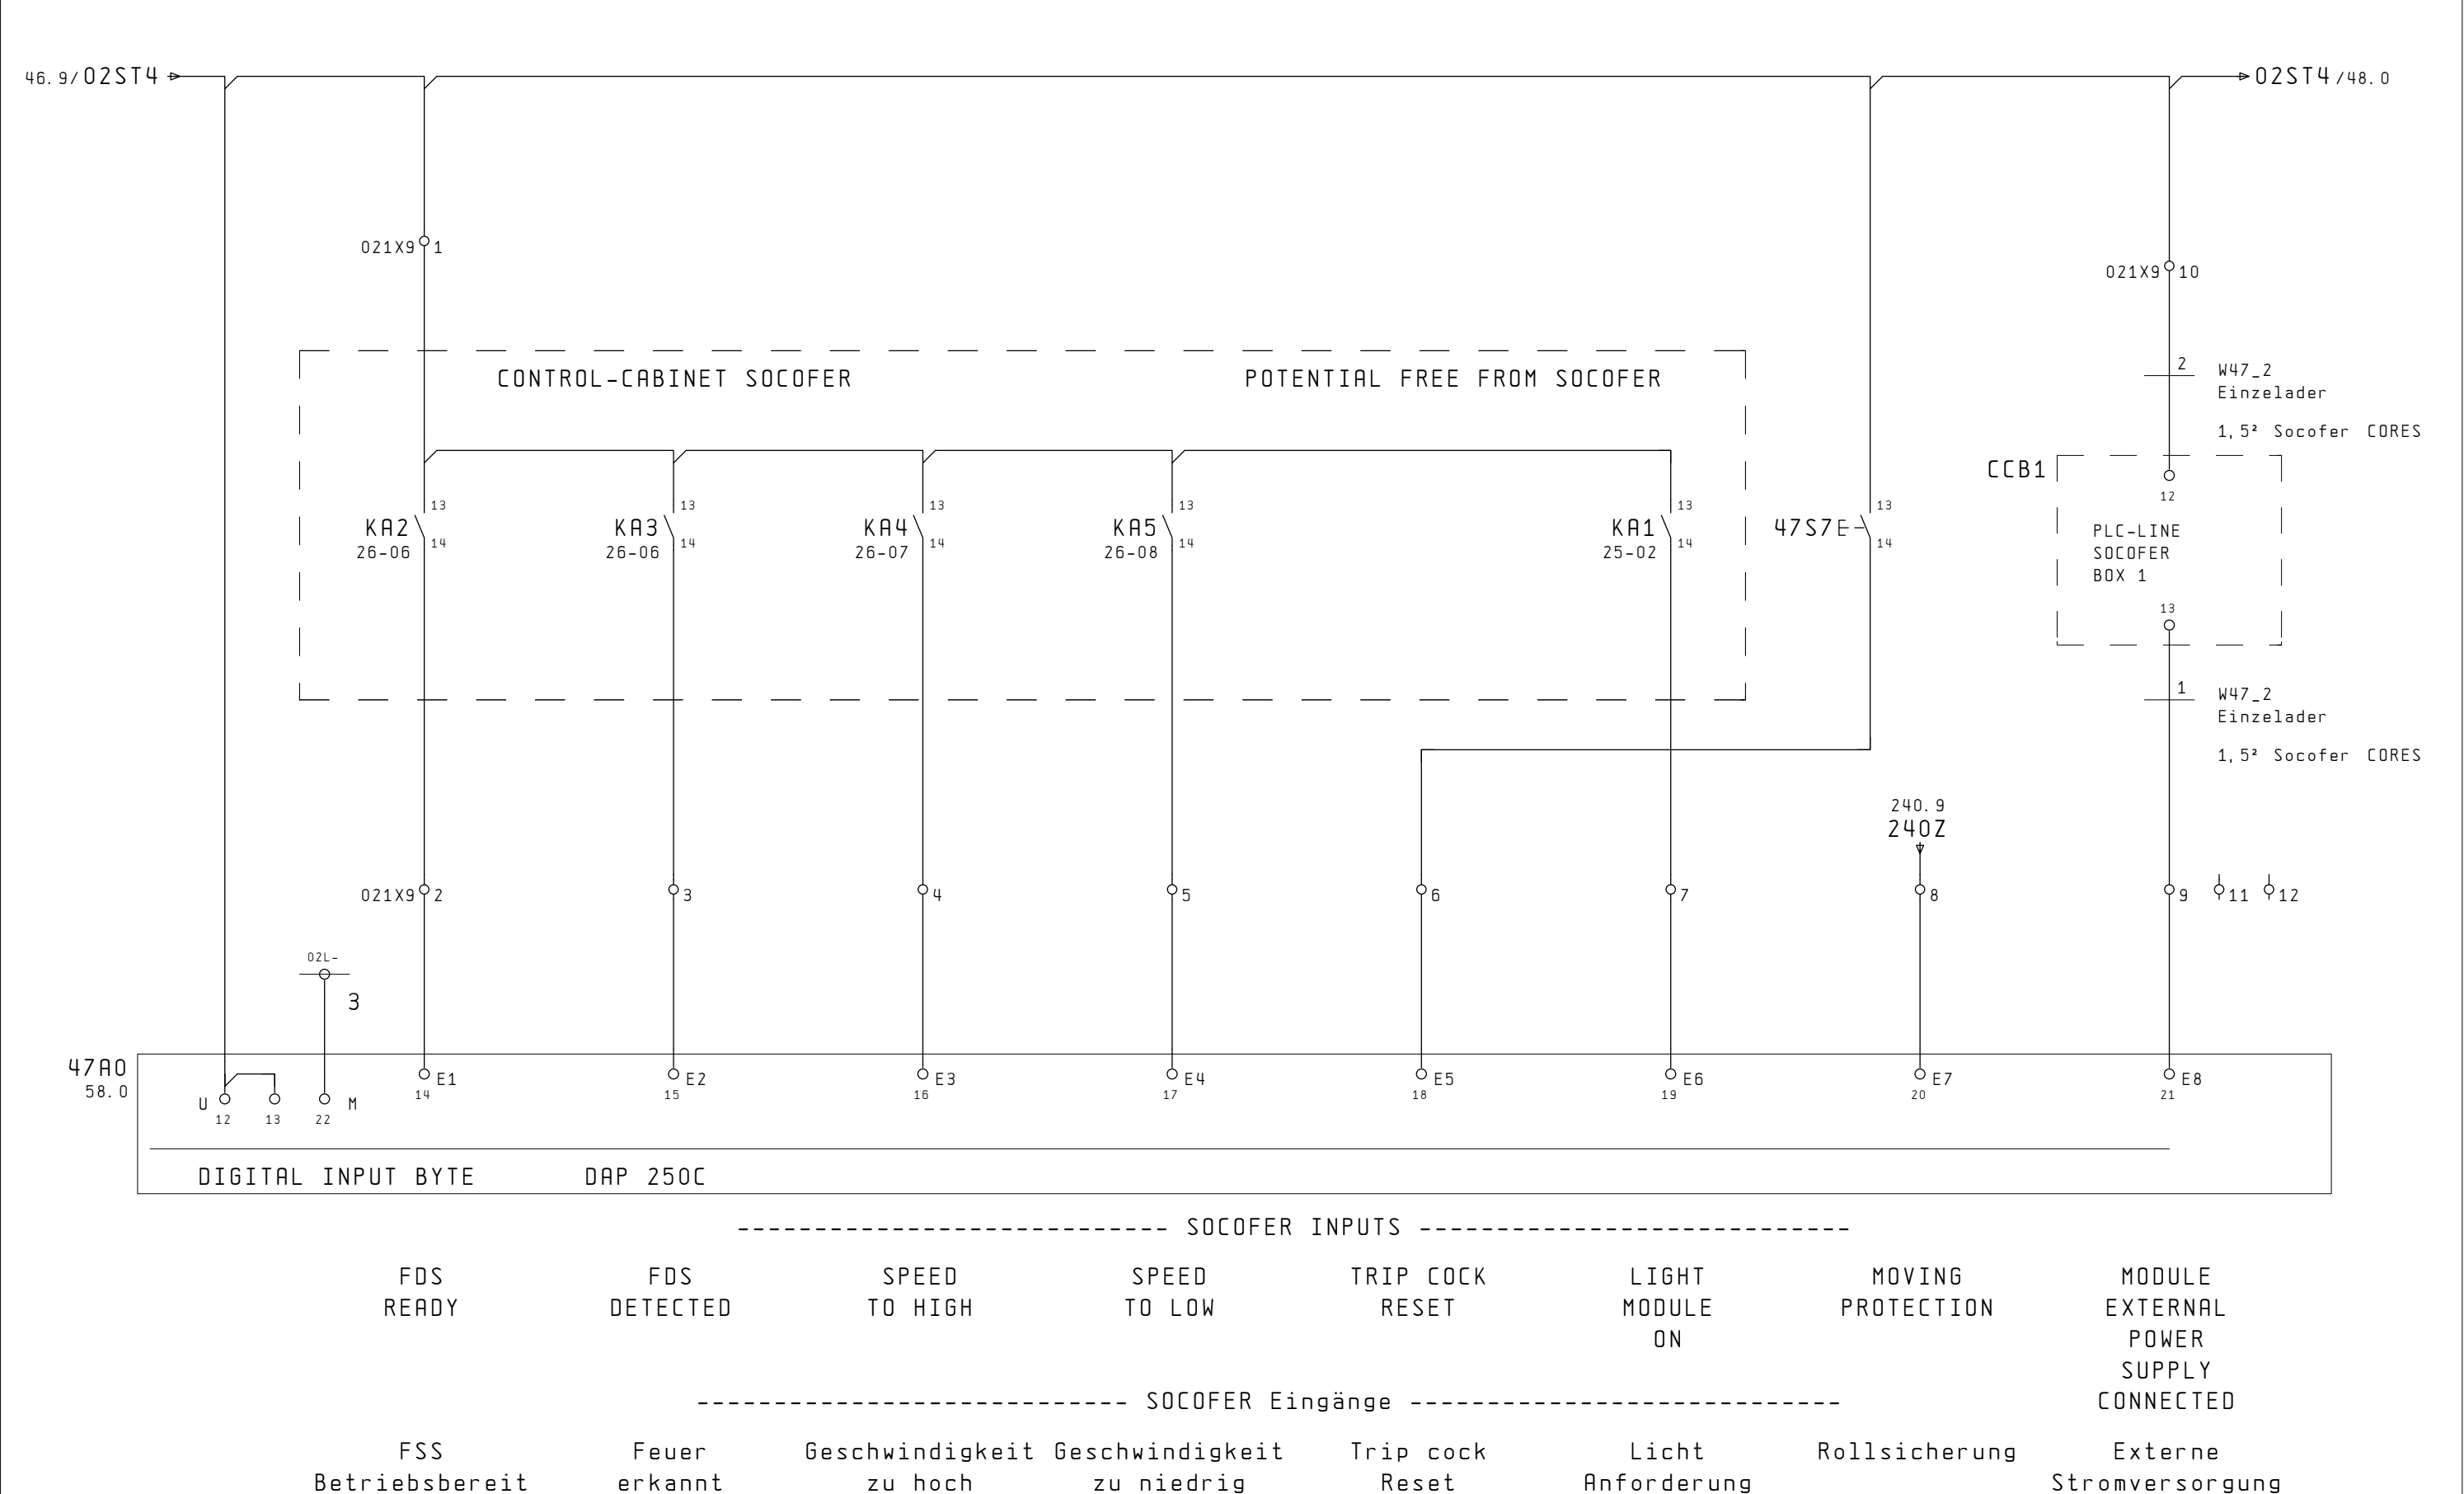 46.9/02ST4
02ST4/48.0
021X9 1
021X9 10
2 W47_2
Einzelader
1,5² Socofer CORES
CONTROL-CABINET SOCOFER
POTENTIAL FREE FROM SOCOFER
CCB1
12
PLC-LINE
SOCOFER
BOX 1
13
KA2
26-06
13
14
KA3
26-06
13
14
KA4
26-07
13
14
KA5
26-08
13
14
KA1
25-02
13
14
47S7
13
14
1 W47_2
Einzelader
1,5² Socofer CORES
240.9
240Z
021X9 2
3
4
5
6
7
8
9
11
12
02L-
3
47A0
58.0
U
12
13
22
M
E1
14
E2
15
E3
16
E4
17
E5
18
E6
19
E7
20
E8
21
DIGITAL INPUT BYTE DAP 250C
---------------------------- SOCOFER INPUTS ----------------------------
FDS
READY
FDS
DETECTED
SPEED
TO HIGH
SPEED
TO LOW
TRIP COCK
RESET
LIGHT
MODULE
ON
MOVING
PROTECTION
MODULE
EXTERNAL
POWER
SUPPLY
CONNECTED
---------------------------- SOCOFER Eingänge ----------------------------
FSS
Betriebsbereit
Feuer
erkannt
Geschwindigkeit
zu hoch
Geschwindigkeit
zu niedrig
Trip cock
Reset
Licht
Anforderung
Rollsicherung
Externe
Stromversorgung